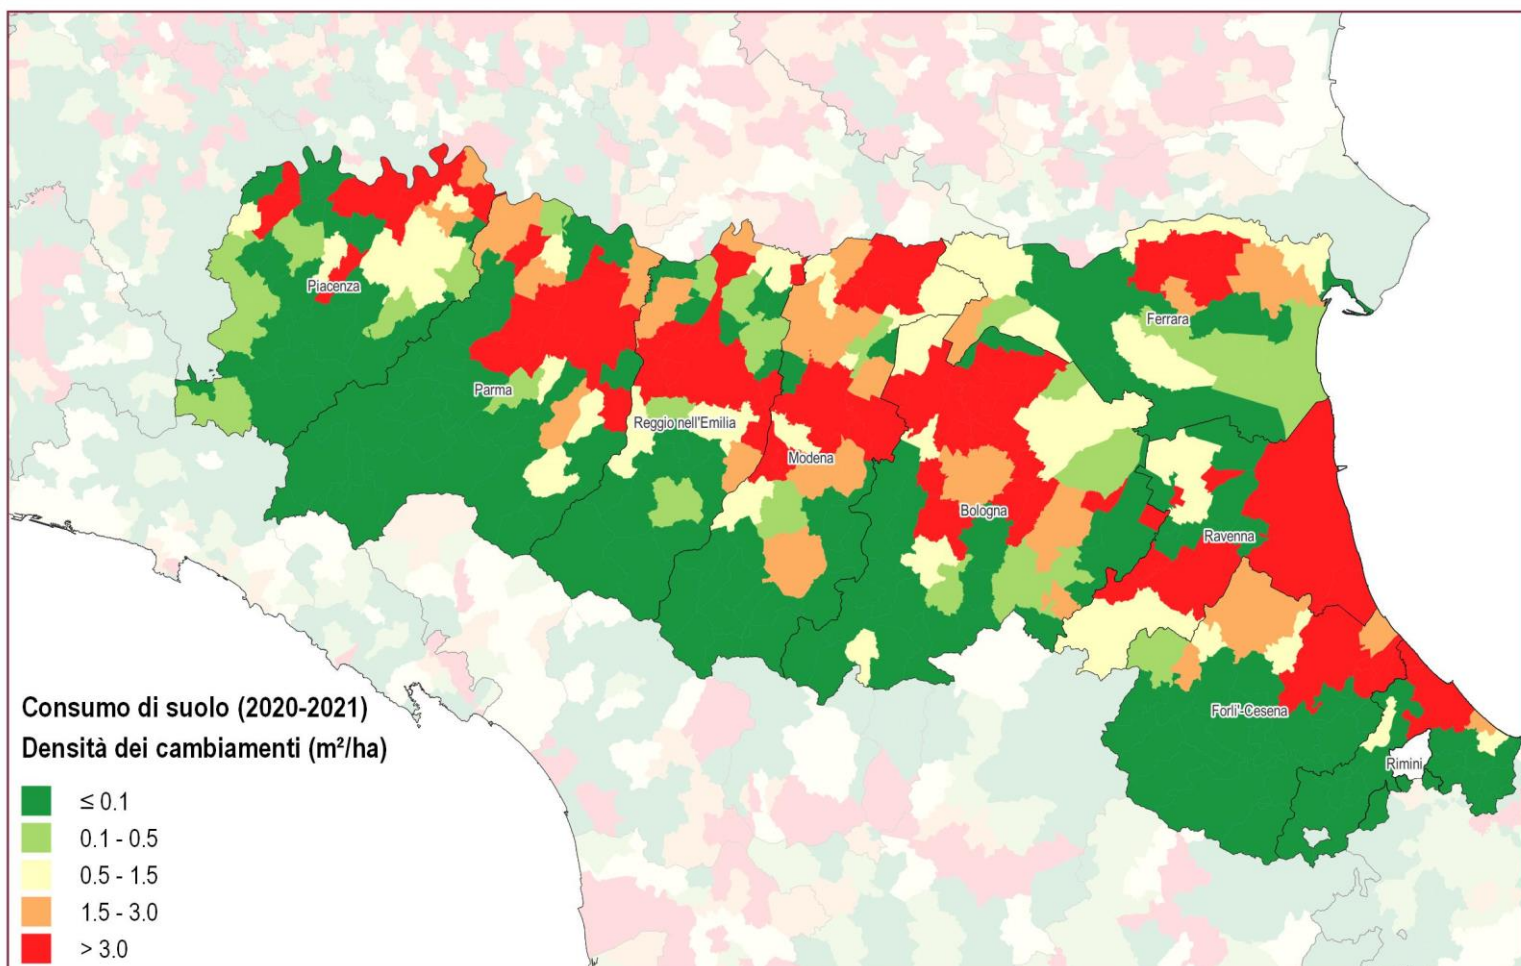 Piacenza
Ferrara
Parma
Reggio nell'Emilia
Modena
Bologna
Ravenna
Forli'-Cesena
Rimini
Consumo di suolo (2020-2021)
Densità dei cambiamenti (m²/ha)
≤ 0.1
0.1 - 0.5
0.5 - 1.5
1.5 - 3.0
> 3.0